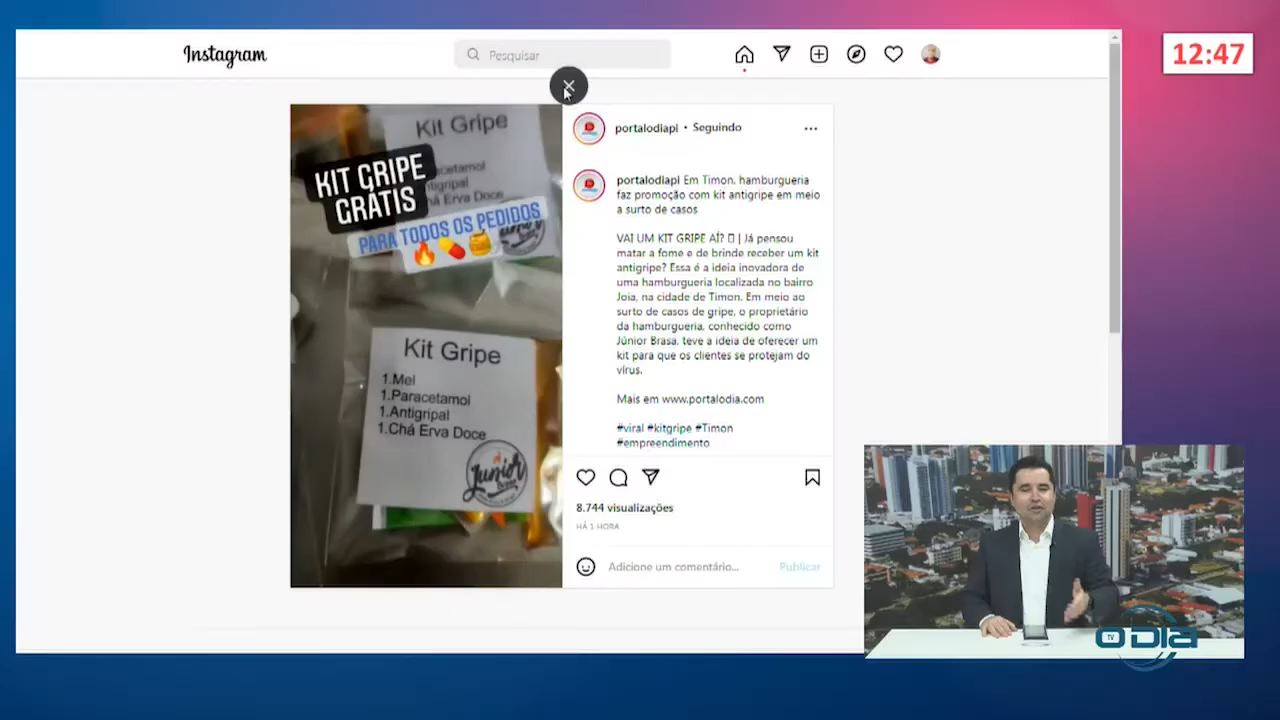 Instagram
Pesquisar
12:47
Kit Gripe
KIT GRIPE
GRÁTIS
Chá Erva Doce
PARA TODOS OS PEDIDOS
Kit Gripe
1.Mel
1.Paracetamol
1.Antigripal
1.Chá Erva Doce
Junior
portalodiapi • Seguindo
portalodiapi Em Timon, hamburgueria
faz promoção com kit antigripe em meio
a surto de casos
VAI UM KIT GRIPE AÍ? | Já pensou
matar a fome e de brinde receber um kit
antigripe? Essa é a ideia inovadora de
uma hamburgueria localizada no bairro
Joia, na cidade de Timon. Em meio ao
surto de casos de gripe, o proprietário
da hamburgueria, conhecido como
Júnior Brasa, teve a ideia de oferecer um
kit para que os clientes se protejam do
vírus.
Mais em www.portalodia.com
#viral #kitgripe #Timon
#empreendimento
8.744 visualizações
HÁ 1 HORA
Adicione um comentário...
Publicar
TV O DIA